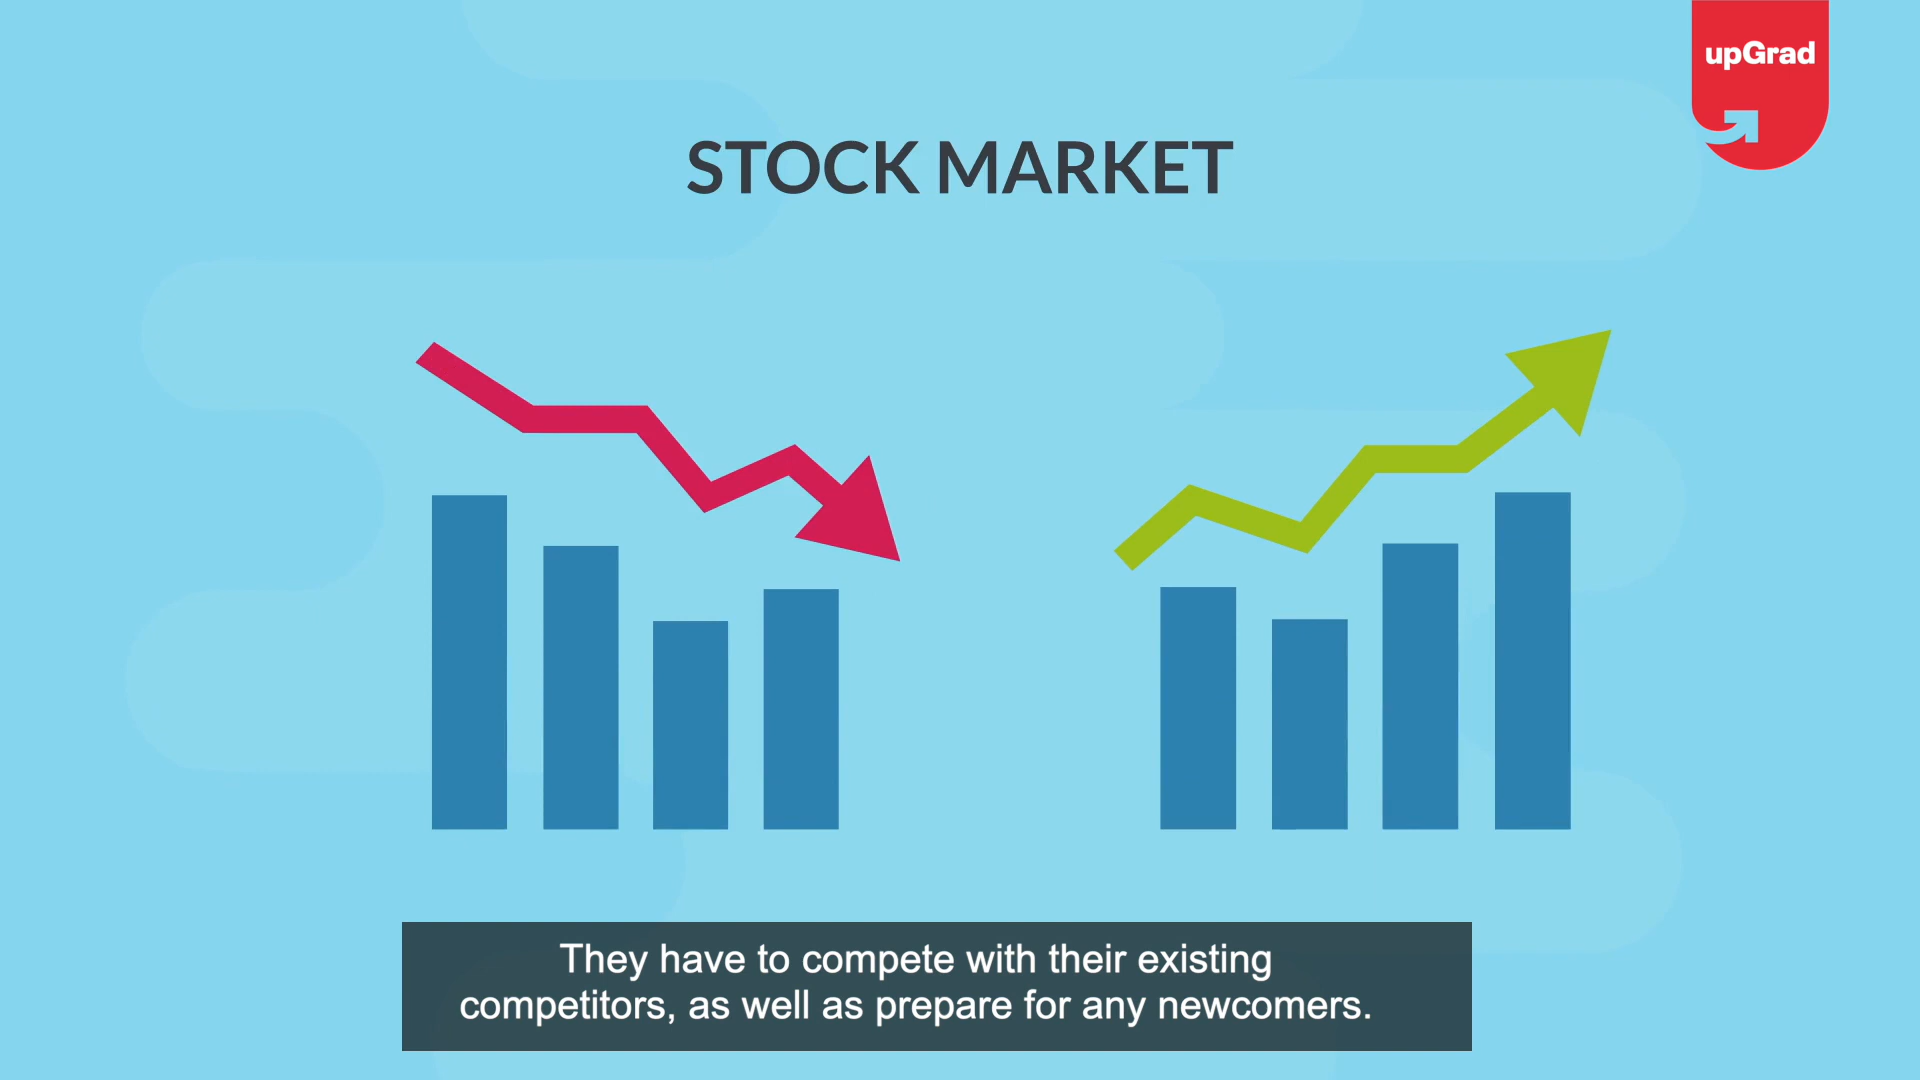 upGrad
STOCK MARKET
They have to compete with their existing
competitors, as well as prepare for any newcomers.